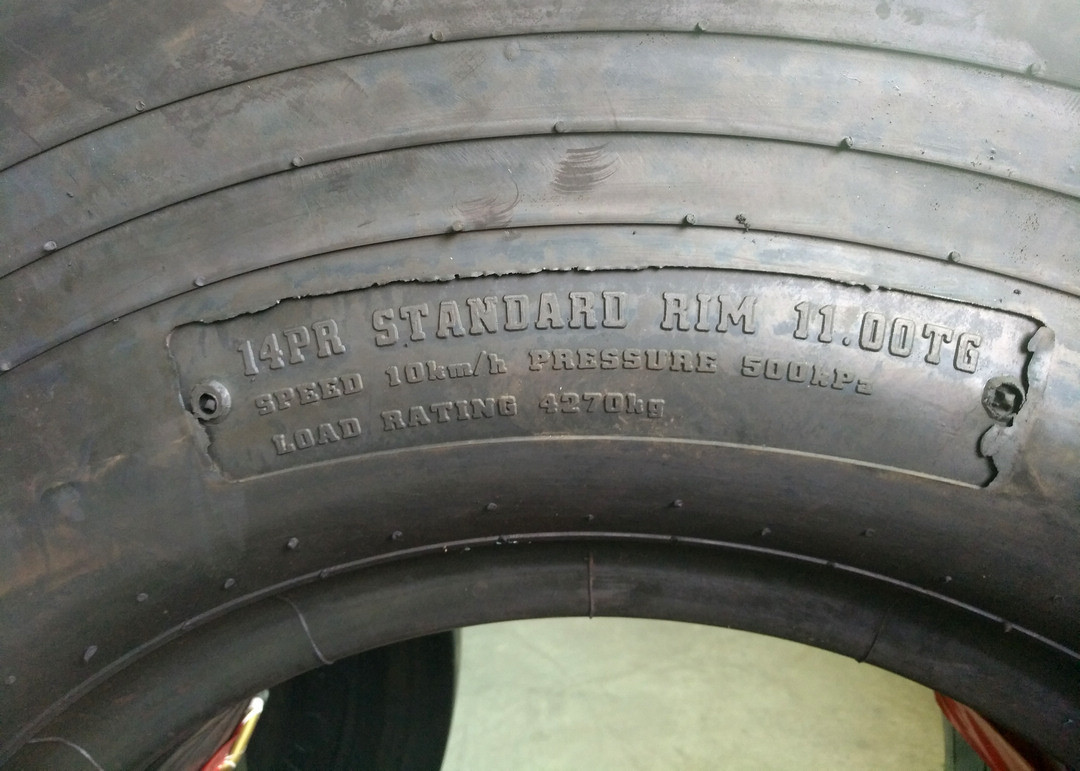 14PR STANDARD RIM 11.00TG
SPEED 10km/h PRESSURE 500kPa
LOAD RATING 4270kg